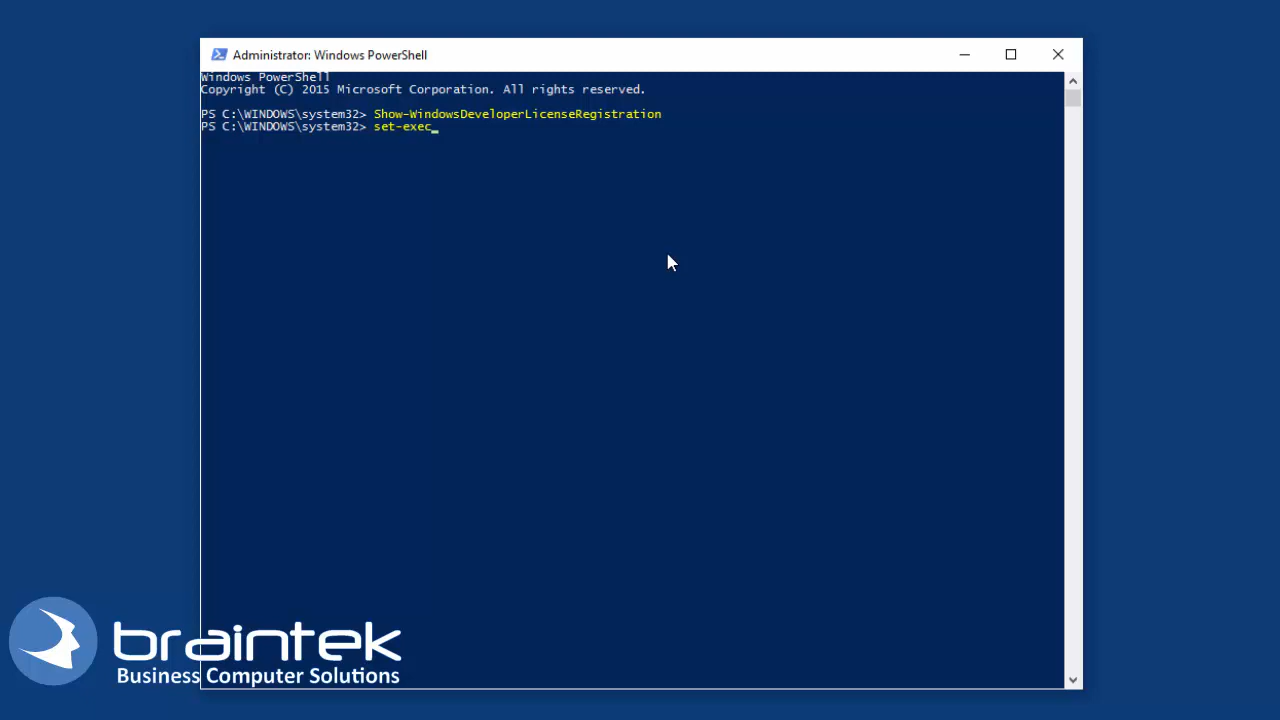 Administrator: Windows PowerShell
Windows PowerShell
Copyright (C) 2015 Microsoft Corporation. All rights reserved.
PS C:\WINDOWS\system32> Show-WindowsDeveloperLicenseRegistration
PS C:\WINDOWS\system32> set-exec_
braintek
Business Computer Solutions